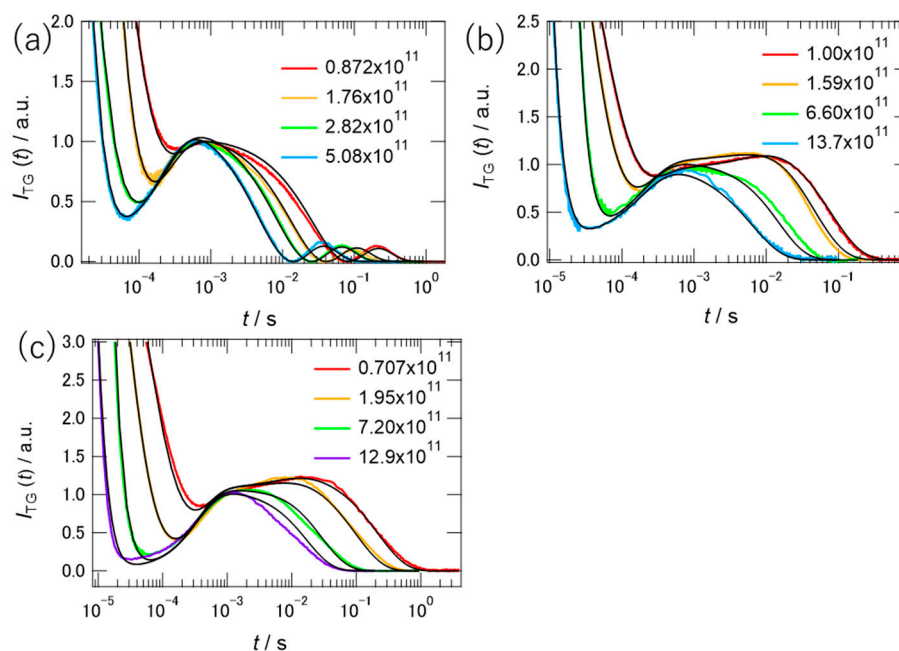 (a)
2.0
1.5
1.0
0.5
0.0
I_TG (t) / a.u.
0.872x10^11
1.76x10^11
2.82x10^11
5.08x10^11
10^-4 10^-3 10^-2 10^-1 10^0
t / s
(b)
2.5
2.0
1.5
1.0
0.5
0.0
I_TG (t) / a.u.
1.00x10^11
1.59x10^11
6.60x10^11
13.7x10^11
10^-5 10^-4 10^-3 10^-2 10^-1
t / s
(c)
3.0
2.5
2.0
1.5
1.0
0.5
0.0
I_TG (t) / a.u.
0.707x10^11
1.95x10^11
7.20x10^11
12.9x10^11
10^-5 10^-4 10^-3 10^-2 10^-1 10^0
t / s